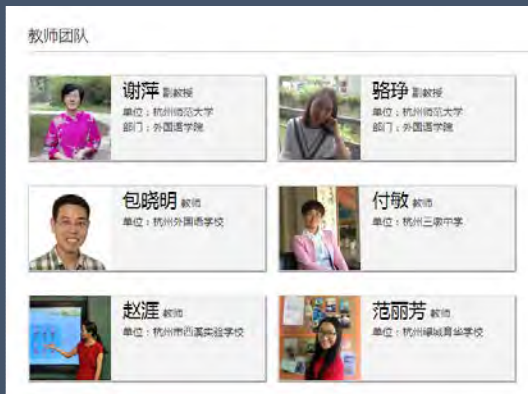 教师团队
谢萍 副教授
单位：杭州师范大学
部门：外国语学院
骆琤 副教授
单位：杭州师范大学
部门：外国语学院
包晓明 教师
单位：杭州外国语学校
付敏 教师
单位：杭州三墩中学
赵涯 教师
单位：杭州市西溪实验学校
范丽芳 教师
单位：杭州绿城育华学校